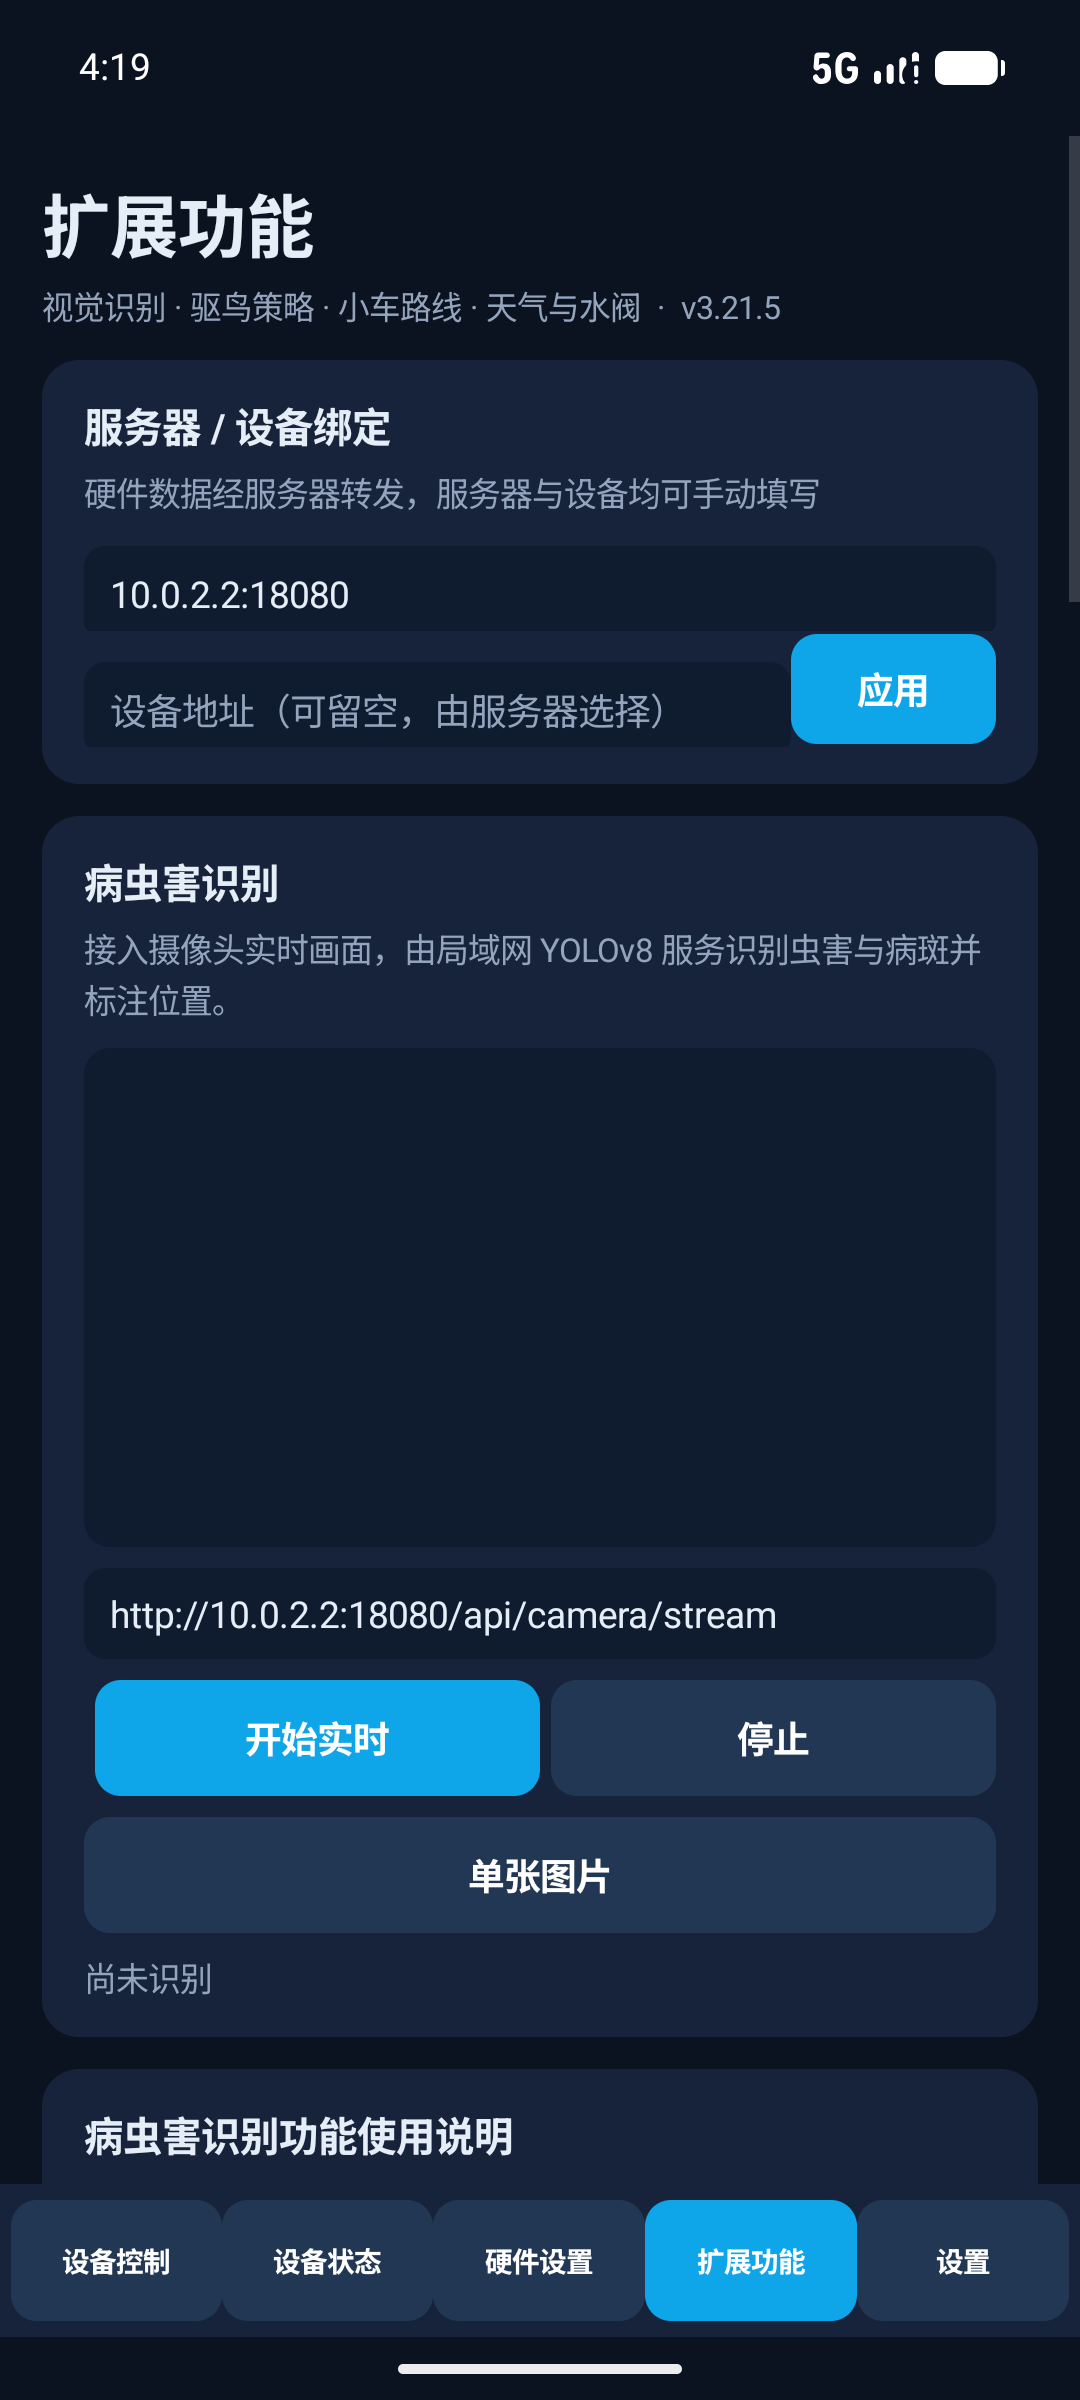 4:19
5G
扩展功能
视觉识别 · 驱鸟策略 · 小车路线 · 天气与水阀 · v3.21.5
服务器 / 设备绑定
硬件数据经服务器转发，服务器与设备均可手动填写
10.0.2.2:18080
设备地址（可留空，由服务器选择）
应用
病虫害识别
接入摄像头实时画面，由局域网 YOLOv8 服务识别虫害与病斑并
标注位置。
http://10.0.2.2:18080/api/camera/stream
开始实时
停止
单张图片
尚未识别
病虫害识别功能使用说明
设备控制
设备状态
硬件设置
扩展功能
设置